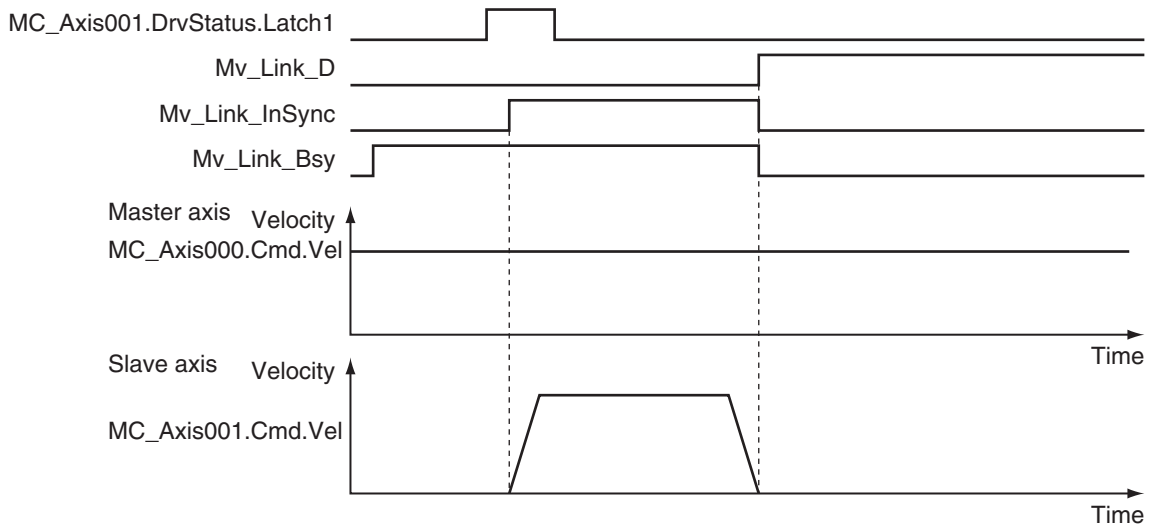 MC_Axis001.DrvStatus.Latch1
Mv_Link_D
Mv_Link_InSync
Mv_Link_Bsy
Master axis Velocity
MC_Axis000.Cmd.Vel
Time
Slave axis Velocity
MC_Axis001.Cmd.Vel
Time